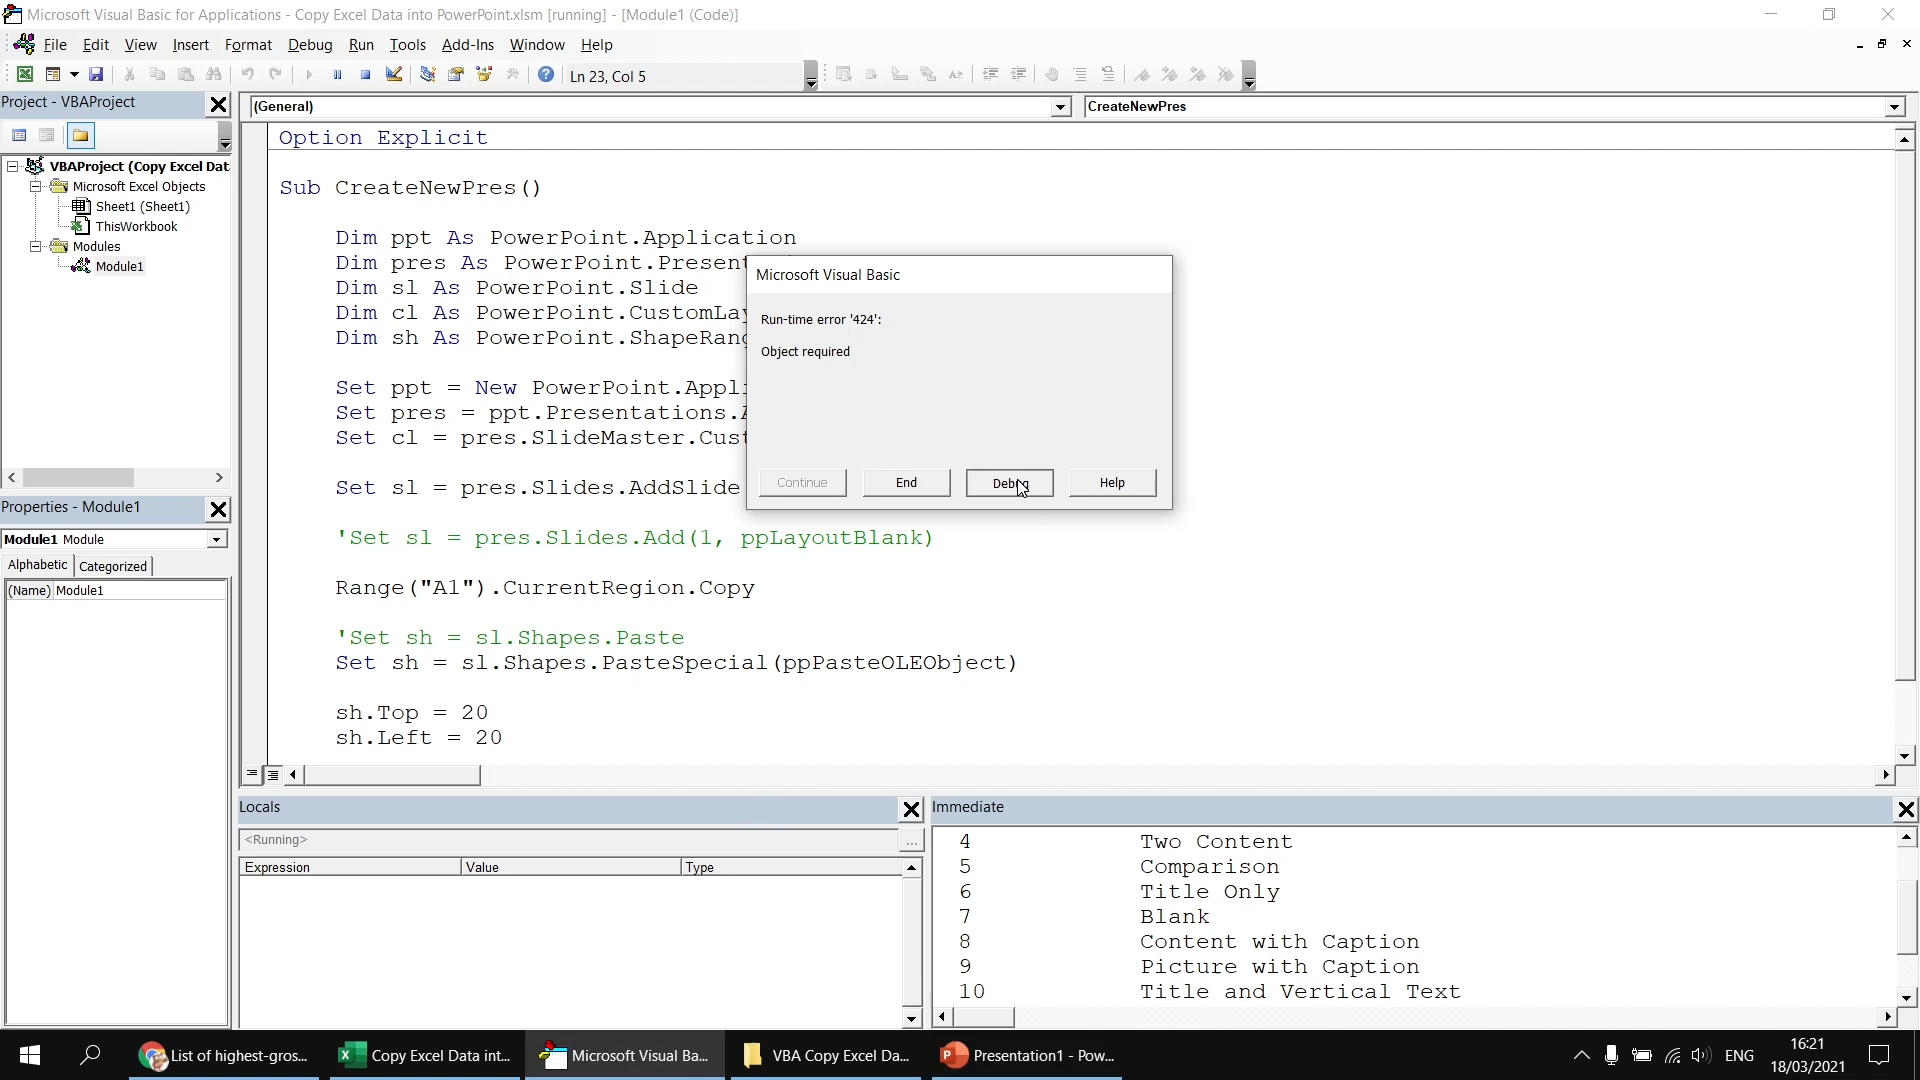 Microsoft Visual Basic for Applications - Copy Excel Data into PowerPoint.xlsm [running] - [Module1 (Code)]
File Edit View Insert Format Debug Run Tools Add-Ins Window Help
Ln 23, Col 5
Project - VBAProject
(General)
CreateNewPres
VBAProject (Copy Excel Dat
Microsoft Excel Objects
Sheet1 (Sheet1)
ThisWorkbook
Modules
Module1
Option Explicit
Sub CreateNewPres()
Dim ppt As PowerPoint.Application
Dim pres As PowerPoint.Present
Dim sl As PowerPoint.Slide
Dim cl As PowerPoint.CustomLay
Dim sh As PowerPoint.ShapeRang
Set ppt = New PowerPoint.Appli
Set pres = ppt.Presentations.A
Set cl = pres.SlideMaster.Cust
Set sl = pres.Slides.AddSlide
'Set sl = pres.Slides.Add(1, ppLayoutBlank)
Range("A1").CurrentRegion.Copy
'Set sh = sl.Shapes.Paste
Set sh = sl.Shapes.PasteSpecial(ppPasteOLEObject)
sh.Top = 20
sh.Left = 20
Microsoft Visual Basic
Run-time error '424':
Object required
Continue
End
Debug
Help
Properties - Module1
Module1 Module
Alphabetic
Categorized
(Name)
Module1
Locals
<Running>
...
Expression
Value
Type
Immediate
4 Two Content
5 Comparison
6 Title Only
7 Blank
8 Content with Caption
9 Picture with Caption
10 Title and Vertical Text
List of highest-gros...
Copy Excel Data int...
Microsoft Visual Ba...
VBA Copy Excel Da...
Presentation1 - Pow...
ENG
16:21
18/03/2021